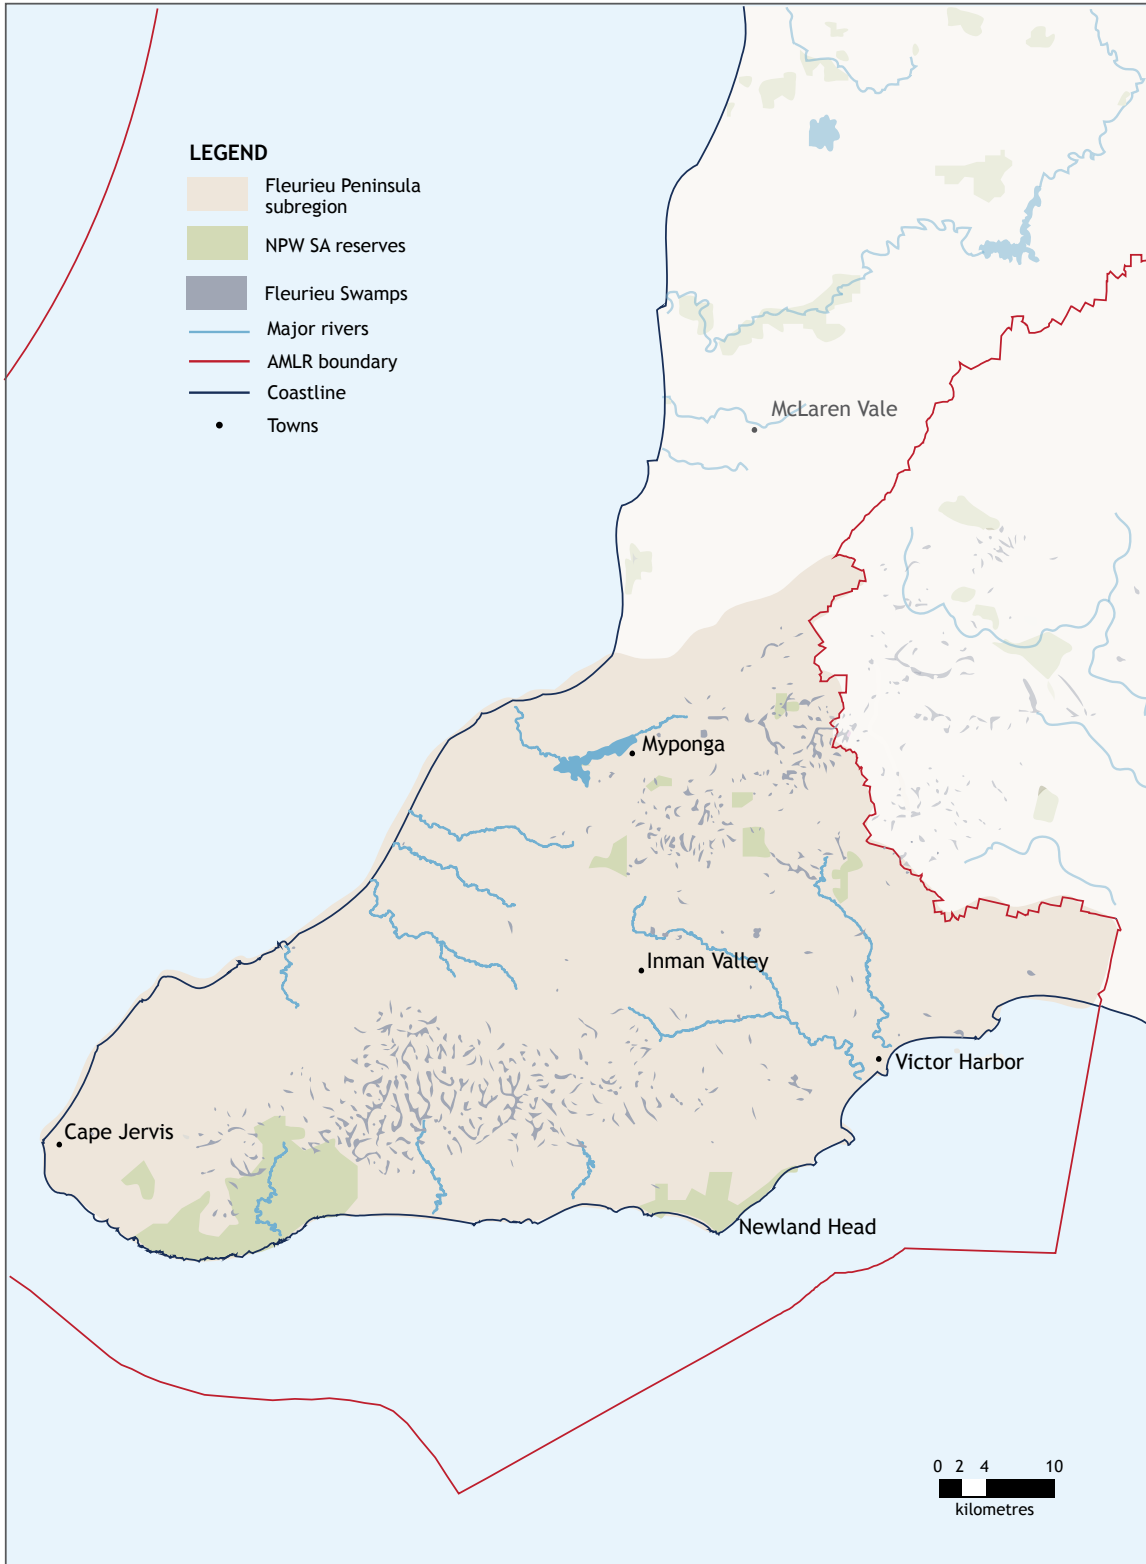 LEGEND
Fleurieu Peninsula
subregion
NPW SA reserves
Fleurieu Swamps
Major rivers
AMLR boundary
Coastline
Towns
McLaren Vale
Myponga
Inman Valley
Victor Harbor
Cape Jervis
Newland Head
0 2 4 10
kilometres